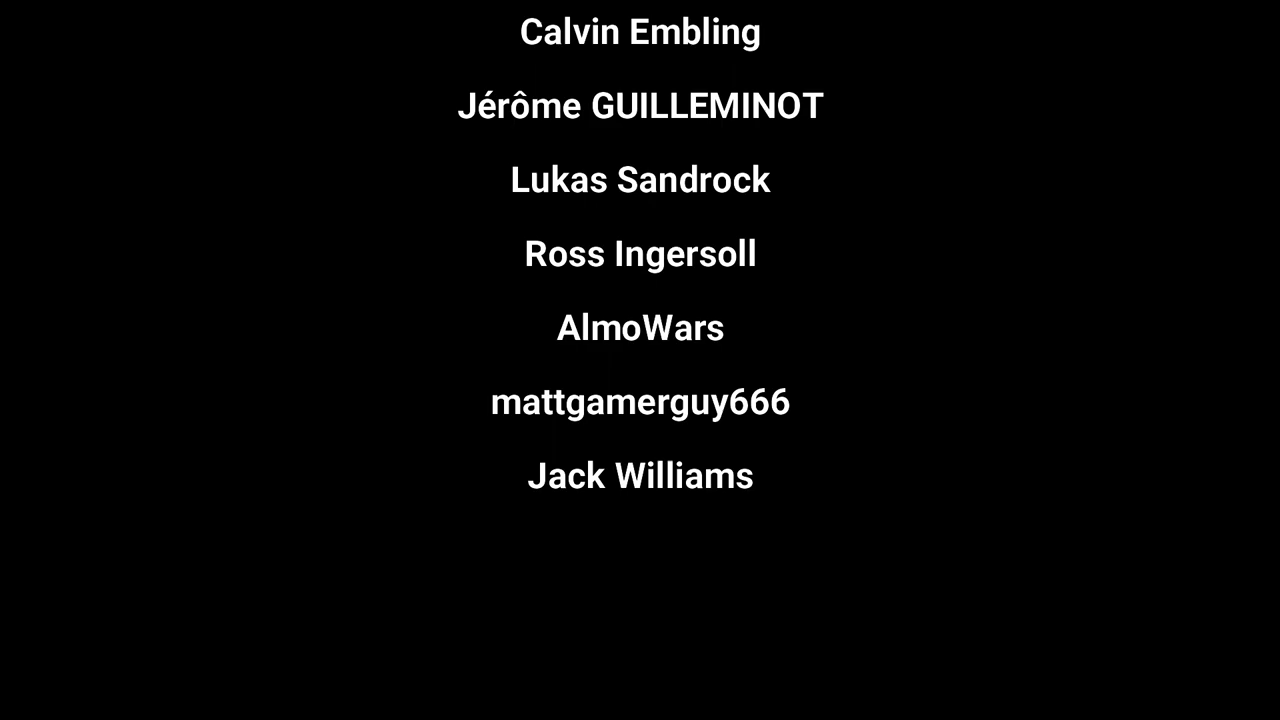 Calvin Embling
Jérôme GUILLEMINOT
Lukas Sandrock
Ross Ingersoll
AlmoWars
mattgamerguy666
Jack Williams